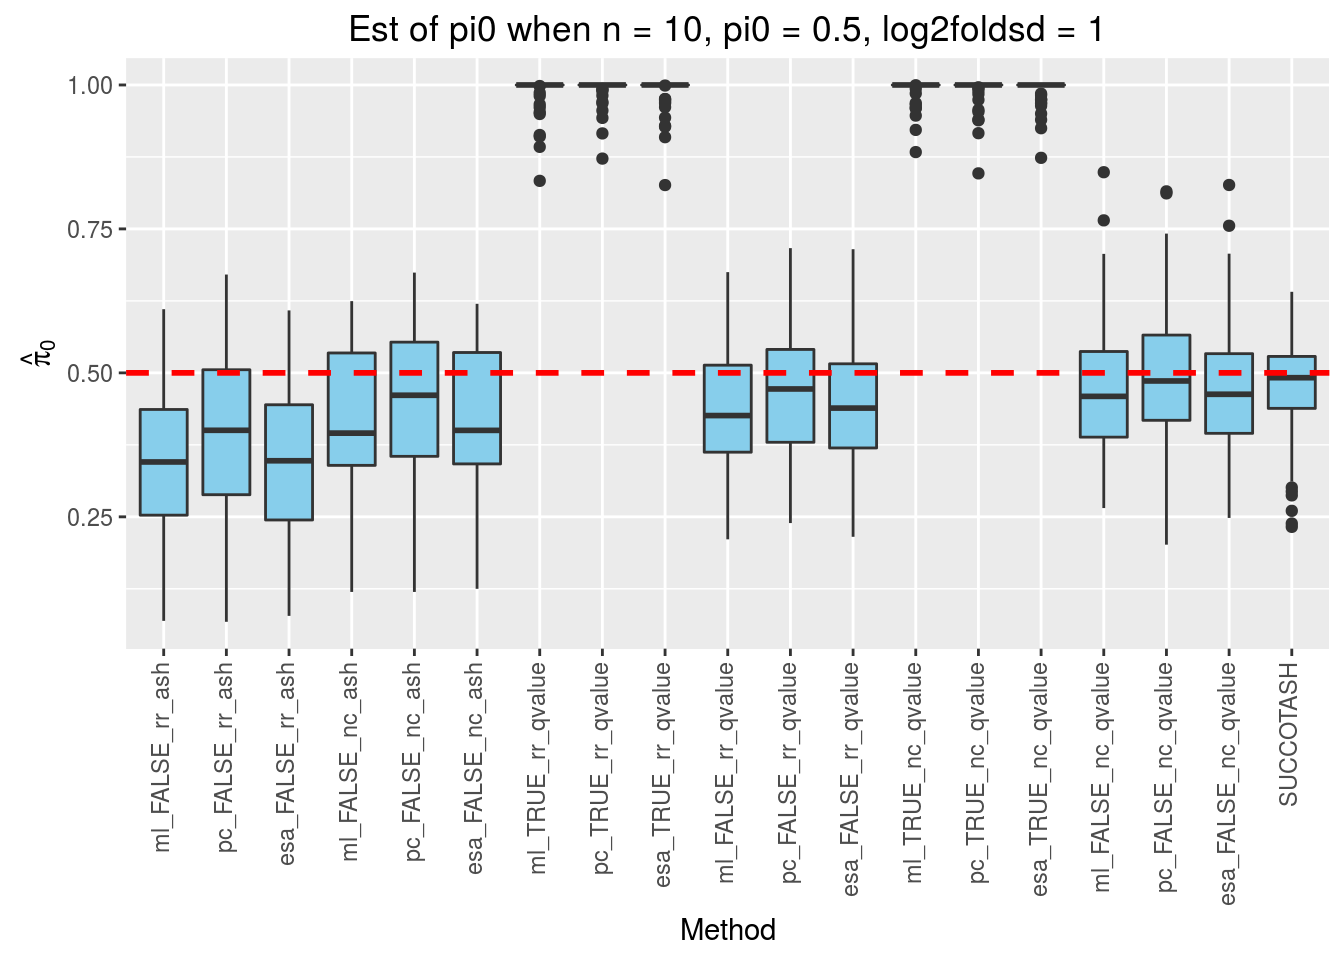 Est of pi0 when n = 10, pi0 = 0.5, log2foldsd = 1
1.00
0.75
0.50
0.25
π̂₀
ml_FALSE_rr_ash
pc_FALSE_rr_ash
esa_FALSE_rr_ash
ml_FALSE_nc_ash
pc_FALSE_nc_ash
esa_FALSE_nc_ash
ml_TRUE_rr_qvalue
pc_TRUE_rr_qvalue
esa_TRUE_rr_qvalue
ml_FALSE_rr_qvalue
pc_FALSE_rr_qvalue
esa_FALSE_rr_qvalue
ml_TRUE_nc_qvalue
pc_TRUE_nc_qvalue
esa_TRUE_nc_qvalue
ml_FALSE_nc_qvalue
pc_FALSE_nc_qvalue
esa_FALSE_nc_qvalue
SUCCOTASH
Method